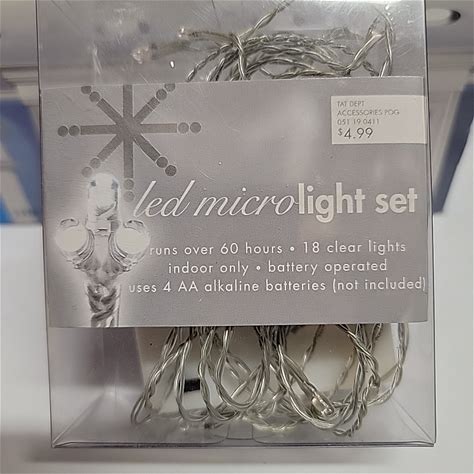 TAT DEPT
ACCESSORIES POG
051 19 0411
$4.99
led microlight set
runs over 60 hours • 18 clear lights
indoor only • battery operated
uses 4 AA alkaline batteries (not included)